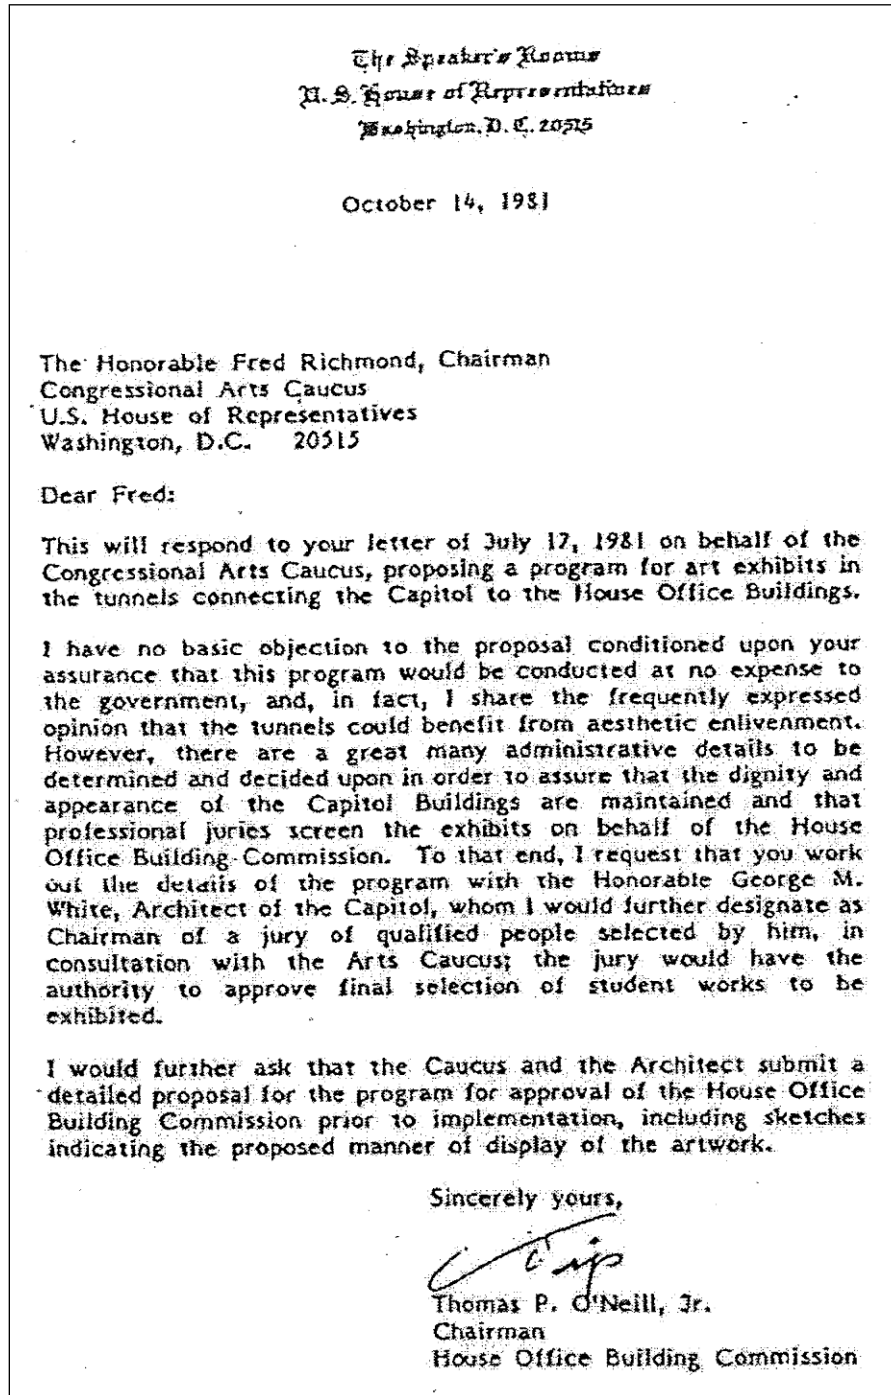 The Speaker's Rooms
U.S. House of Representatives
Washington, D.C. 20515
October 14, 1981
The Honorable Fred Richmond, Chairman
Congressional Arts Caucus
U.S. House of Representatives
Washington, D.C. 20515
Dear Fred:
This will respond to your letter of July 17, 1981 on behalf of the
Congressional Arts Caucus, proposing a program for art exhibits in
the tunnels connecting the Capitol to the House Office Buildings.
I have no basic objection to the proposal conditioned upon your
assurance that this program would be conducted at no expense to
the government, and, in fact, I share the frequently expressed
opinion that the tunnels could benefit from aesthetic enlivenment.
However, there are a great many administrative details to be
determined and decided upon in order to assure that the dignity and
appearance of the Capitol Buildings are maintained and that
professional juries screen the exhibits on behalf of the House
Office Building Commission. To that end, I request that you work
out the details of the program with the Honorable George M.
White, Architect of the Capitol, whom I would further designate as
Chairman of a jury of qualified people selected by him, in
consultation with the Arts Caucus; the jury would have the
authority to approve final selection of student works to be
exhibited.
I would further ask that the Caucus and the Architect submit a
detailed proposal for the program for approval of the House Office
Building Commission prior to implementation, including sketches
indicating the proposed manner of display of the artwork.
Sincerely yours,
Tip
Thomas P. O'Neill, Jr.
Chairman
House Office Building Commission